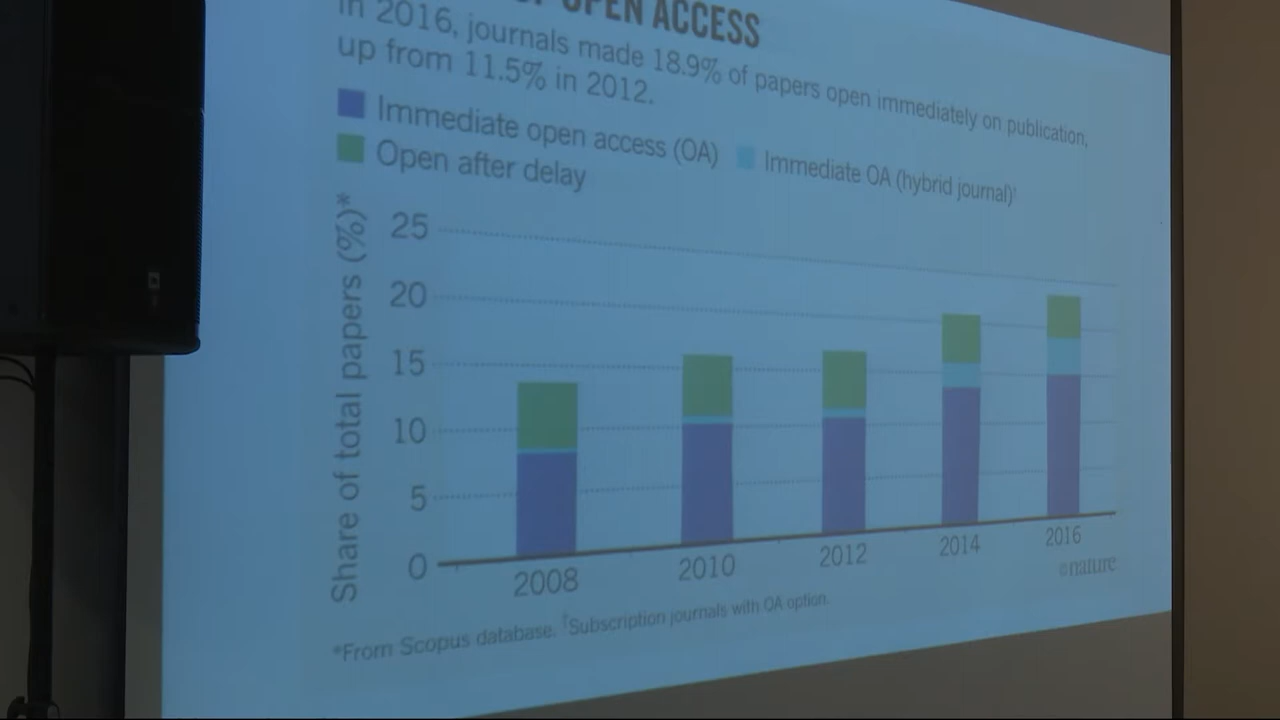 OPEN ACCESS
In 2016, journals made 18.9% of papers open immediately on publication,
up from 11.5% in 2012.
Immediate open access (OA)
Immediate OA (hybrid journal)†
Open after delay
Share of total papers (%)*
25
20
15
10
5
0
2008
2010
2012
2014
2016
nature
*From Scopus database. †Subscription journals with OA option.